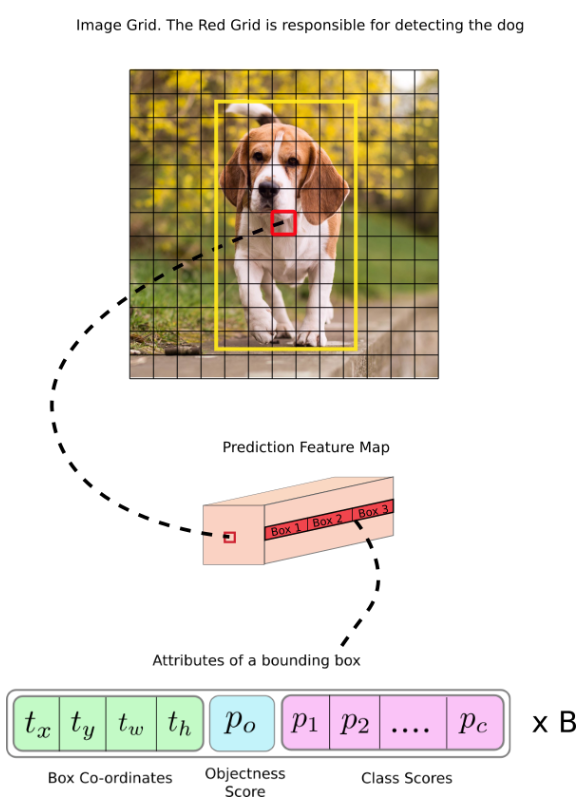 Image Grid. The Red Grid is responsible for detecting the dog
Prediction Feature Map
Box 1 Box 2 Box 3
Attributes of a bounding box
t_x t_y t_w t_h p_o p_1 p_2 .... p_c x B
Box Co-ordinates
Objectness
Score
Class Scores